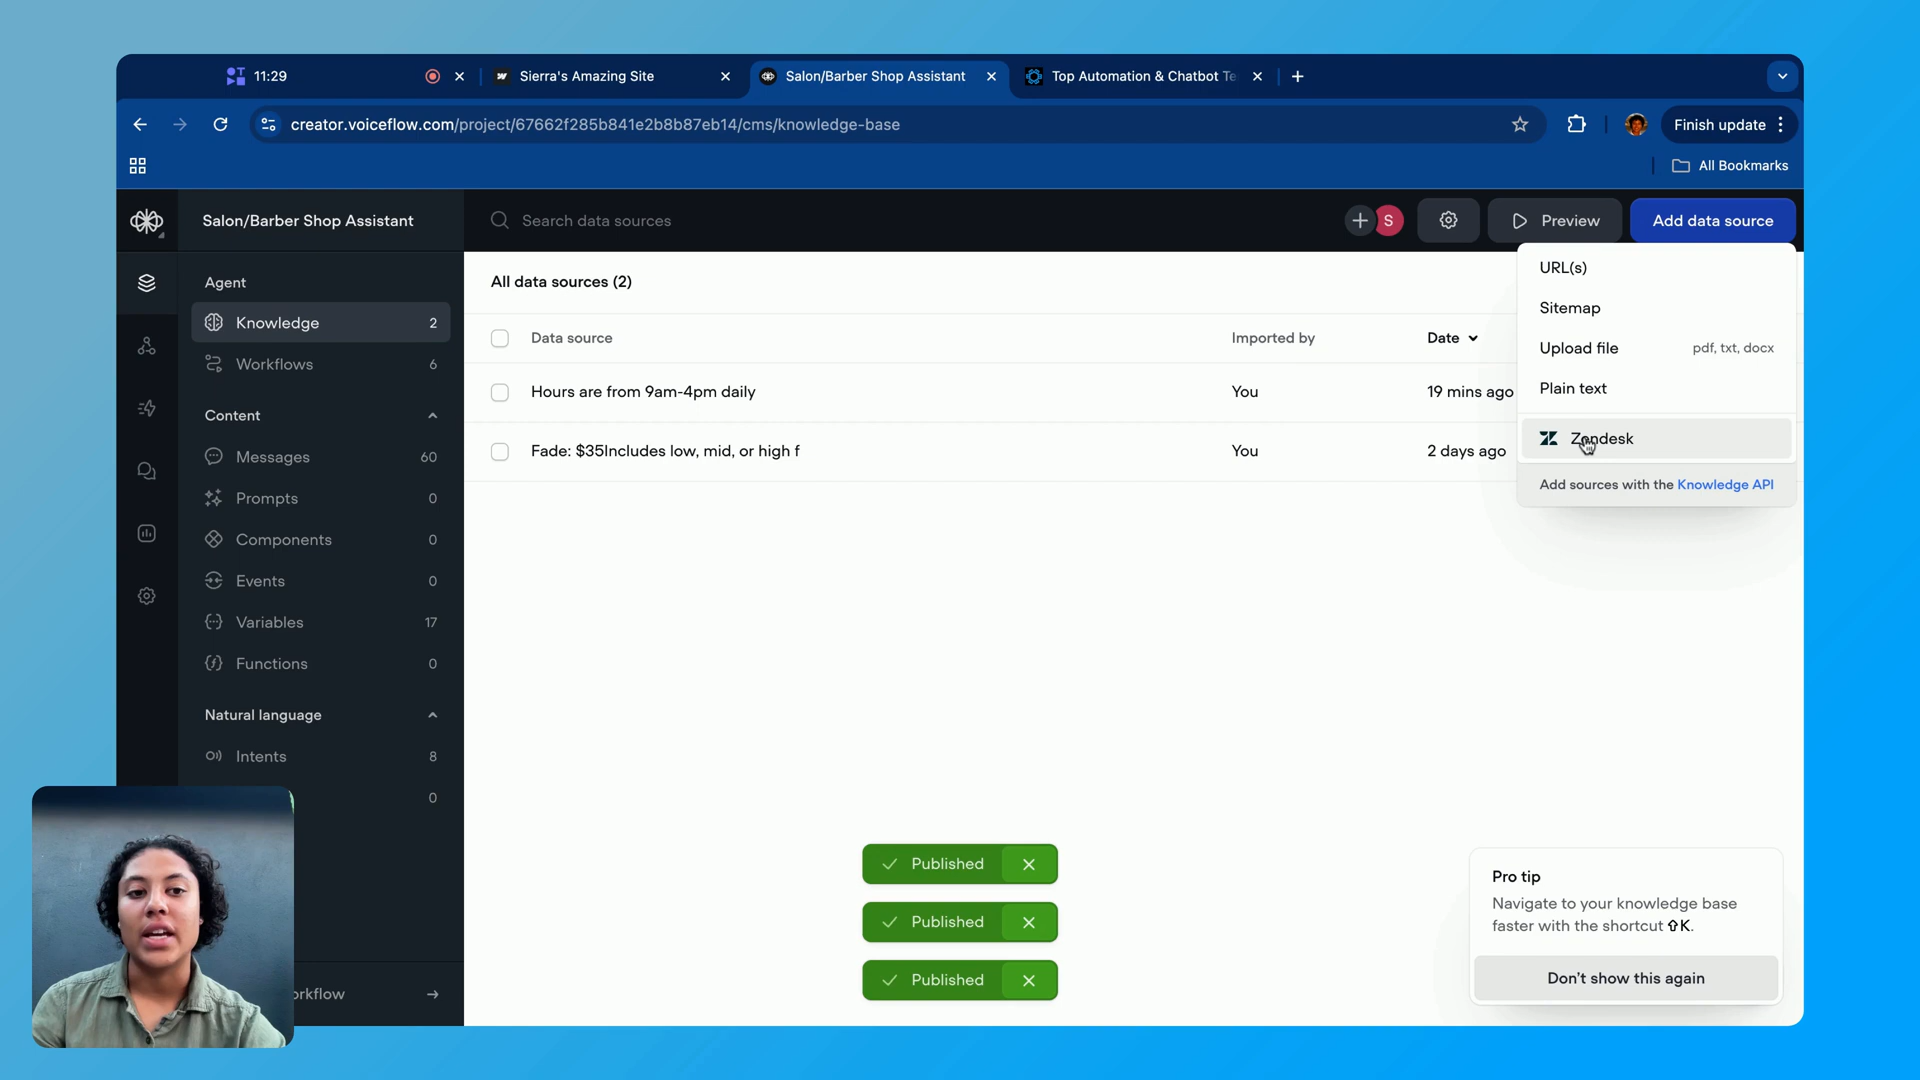 11:29
Sierra's Amazing Site
Salon/Barber Shop Assistant
Top Automation & Chatbot Te
creator.voiceflow.com/project/67662f285b841e2b8b87eb14/cms/knowledge-base
Finish update
All Bookmarks
Salon/Barber Shop Assistant
Search data sources
S
Preview
Add data source
Agent
Knowledge 2
Workflows 6
Content
Messages 60
Prompts 0
Components 0
Events 0
Variables 17
Functions 0
Natural language
Intents 8
0
orkflow
All data sources (2)
Data source Imported by Date
Hours are from 9am-4pm daily You 19 mins ago
Fade: $35Includes low, mid, or high f You 2 days ago
URL(s)
Sitemap
Upload file pdf, txt, docx
Plain text
Zendesk
Add sources with the Knowledge API
Published
Published
Published
Pro tip
Navigate to your knowledge base
faster with the shortcut ⇧K.
Don't show this again